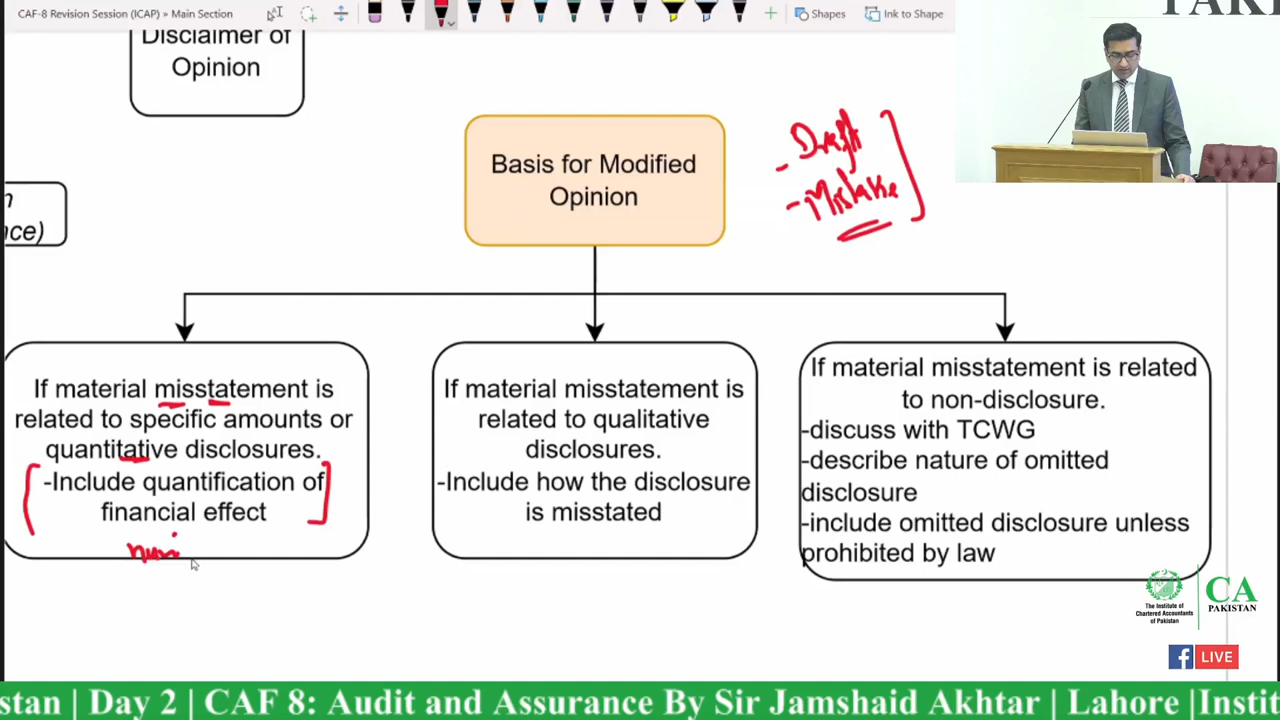 CAF-8 Revision Session (ICAP) » Main Section
Shapes
Ink to Shape
Disclaimer of
Opinion
Basis for Modified
Opinion
- Draft
- Mistake
n
nce)
If material misstatement is
related to specific amounts or
quantitative disclosures.
-Include quantification of
financial effect
If material misstatement is
related to qualitative
disclosures.
-Include how the disclosure
is misstated
If material misstatement is related
to non-disclosure.
-discuss with TCWG
-describe nature of omitted
disclosure
-include omitted disclosure unless
prohibited by law
The Institute of
Chartered Accountants
of Pakistan
CA
PAKISTAN
f LIVE
stan | Day 2 | CAF 8: Audit and Assurance By Sir Jamshaid Akhtar | Lahore |Instit